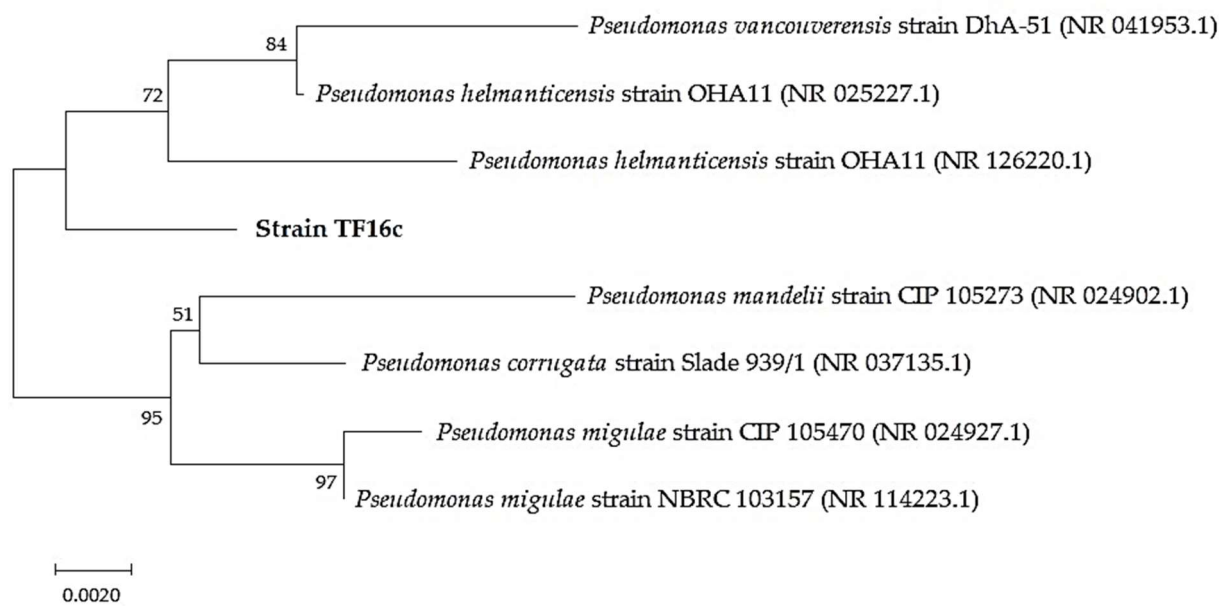 84
Pseudomonas vancouverensis strain DhA-51 (NR 041953.1)
72
Pseudomonas helmanticensis strain OHA11 (NR 025227.1)
Pseudomonas helmanticensis strain OHA11 (NR 126220.1)
Strain TF16c
Pseudomonas mandelii strain CIP 105273 (NR 024902.1)
51
Pseudomonas corrugata strain Slade 939/1 (NR 037135.1)
95
Pseudomonas migulae strain CIP 105470 (NR 024927.1)
97
Pseudomonas migulae strain NBRC 103157 (NR 114223.1)
0.0020